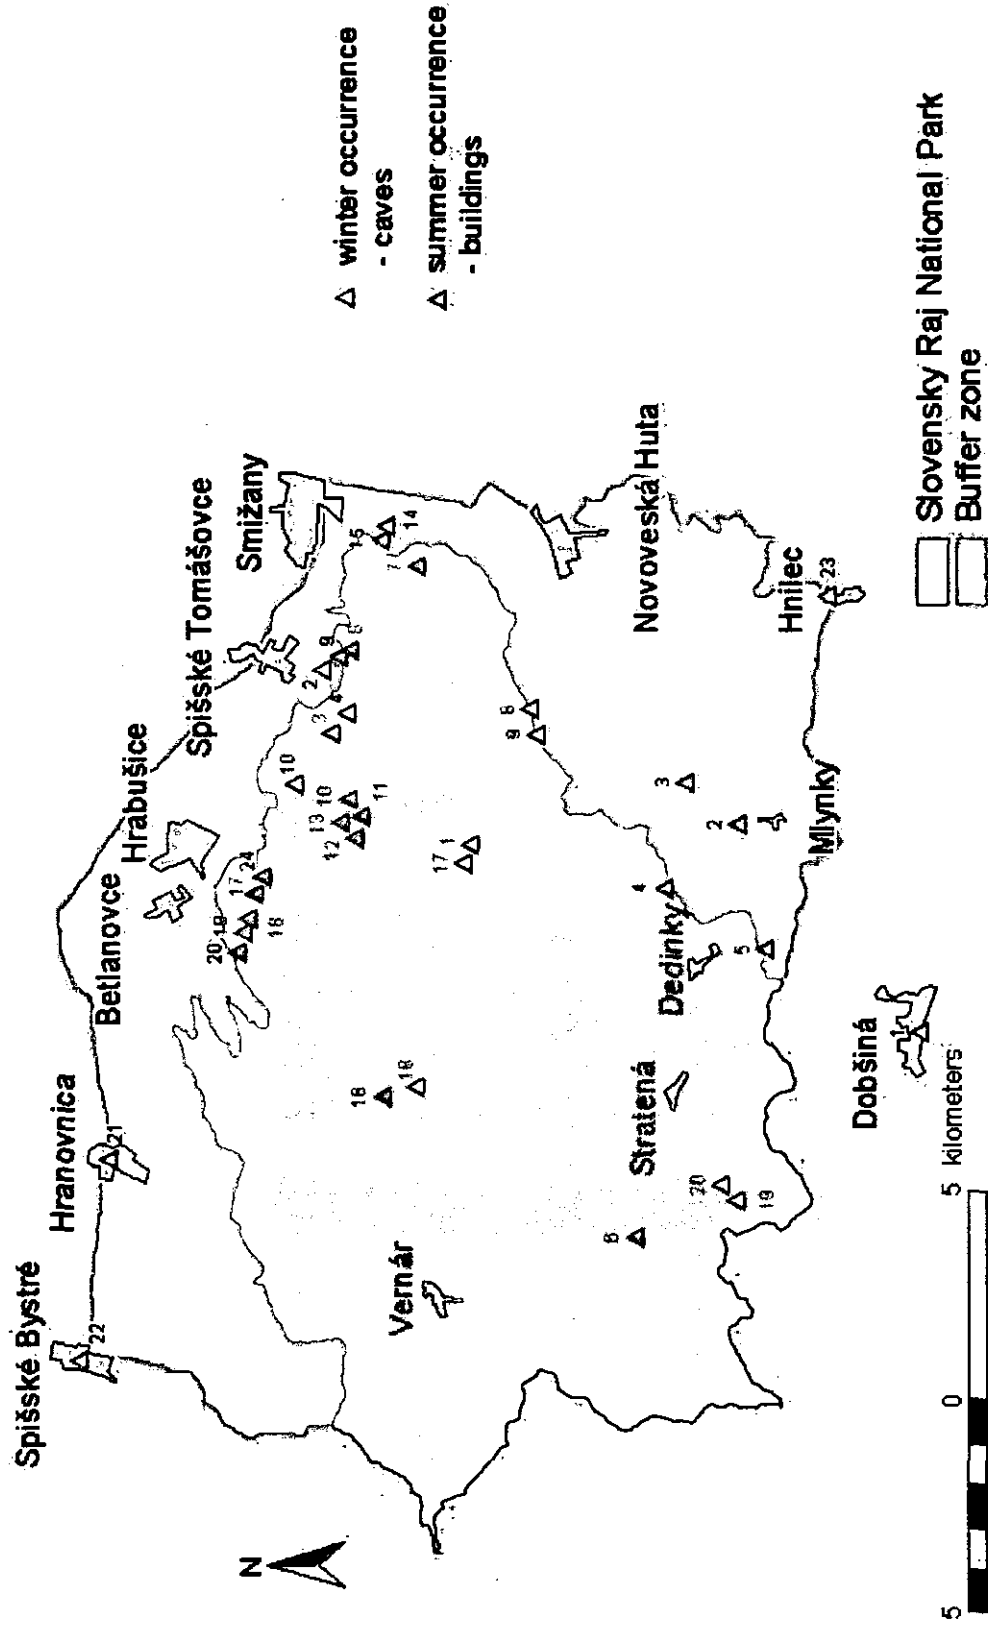 N
Spišské Bystré
22
Hranovnica
21
Betlanovce
Hrabušice
Spišské Tomášovce
Smižany
20
19
16
17
24
10
3
4
2
9
8
15
14
7
13
10
12
11
17
1
18
18
Vernár
Stratená
6
20
19
Dedinky
4
5
9
8
3
2
Mlynky
Novoveská Huta
Hnilec
23
Dobšiná
1
winter occurrence
- caves
summer occurrence
- buildings
5 0 5 kilometers
Slovensky Raj National Park
Buffer zone